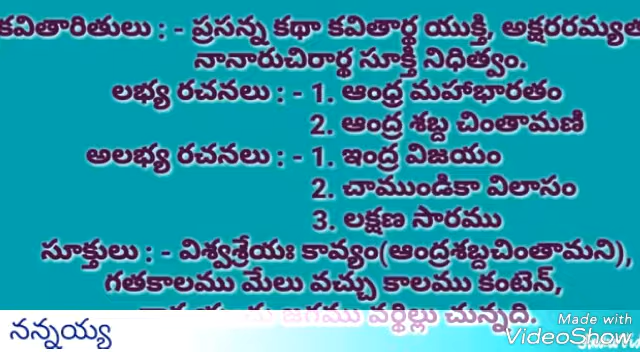 కవితారీతులు : - ప్రసన్న కథా కవితార్థ యుక్తి, అక్షరరమ్యత
నానారుచిరార్థ సూక్తి నిధిత్వం.
లభ్య రచనలు : - 1. ఆంధ్ర మహాభారతం
2. ఆంద్ర శబ్ద చింతామణి
అలభ్య రచనలు : - 1. ఇంద్ర విజయం
2. చాముండికా విలాసం
3. లక్షణ సారము
సూక్తులు : - విశ్వశ్రేయః కావ్యం(ఆంద్రశబ్దచింతామని),
గతకాలము మేలు వచ్చు కాలము కంటెన్,
జగము వర్థిల్లు చున్నది.
నన్నయ్య
Made with
VideoShow